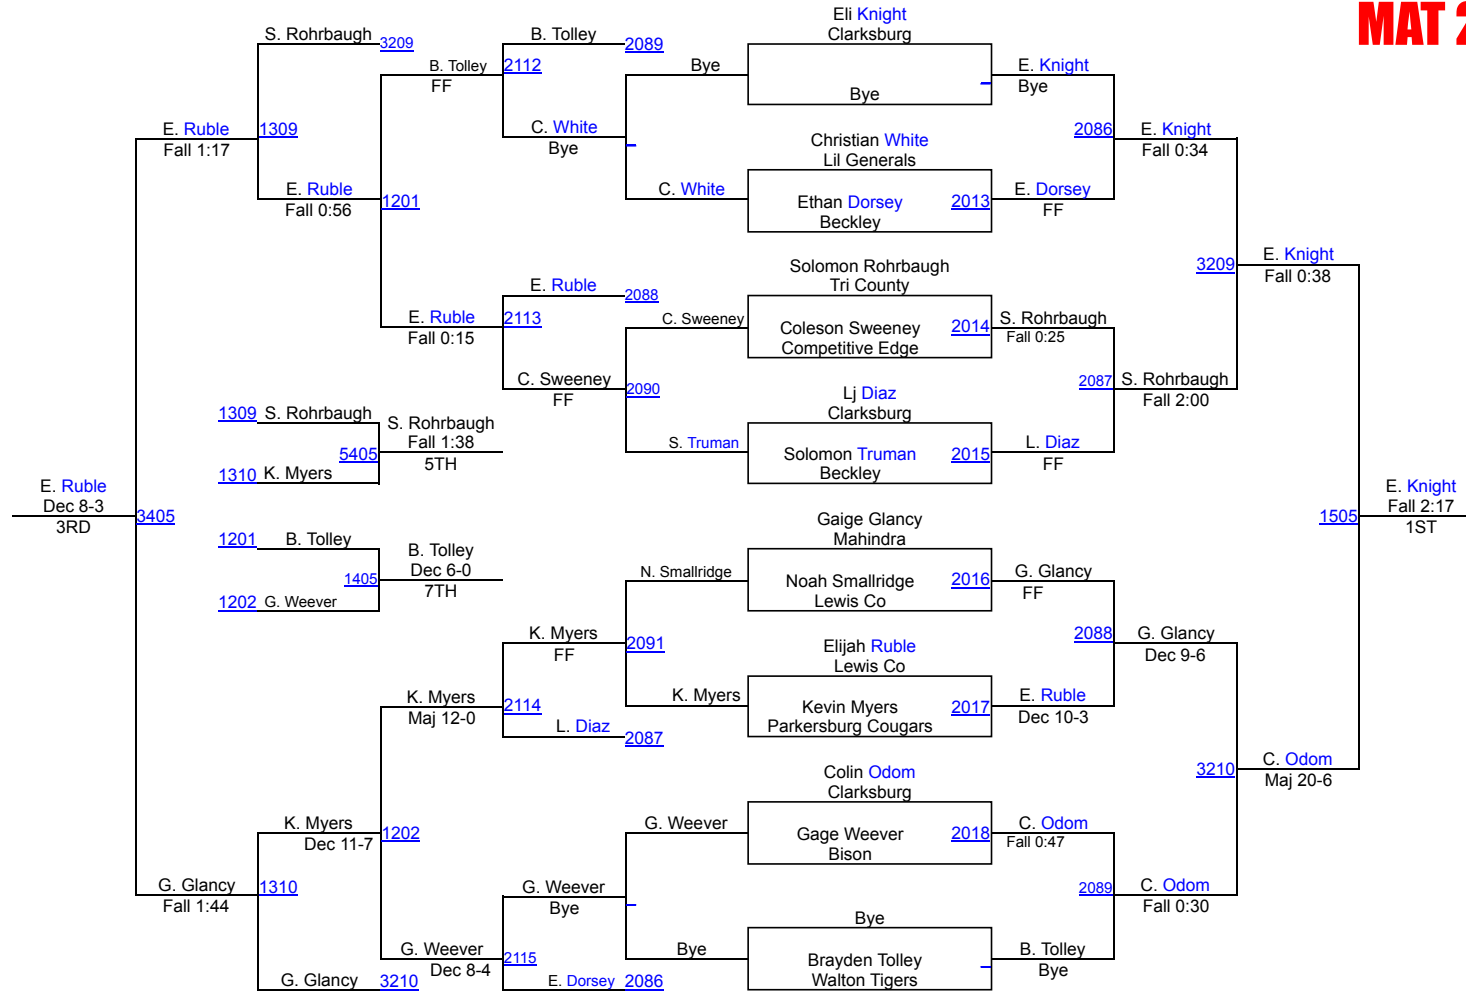 MAT 2
Eli Knight
Clarksburg
S. Rohrbaugh 3209
B. Tolley 2089
B. Tolley 2112
FF
Bye
E. Knight
Bye
Bye
E. Ruble 1309
Fall 1:17
C. White
Bye
Christian White
Lil Generals
2086 E. Knight
Fall 0:34
E. Ruble 1201
Fall 0:56
C. White
Ethan Dorsey 2013
Beckley
E. Dorsey
FF
Solomon Rohrbaugh
Tri County
3209 E. Knight
Fall 0:38
E. Ruble 2088
E. Ruble 2113
Fall 0:15
C. Sweeney
Coleson Sweeney 2014
Competitive Edge
S. Rohrbaugh
Fall 0:25
C. Sweeney 2090
FF
Lj Diaz
Clarksburg
2087 S. Rohrbaugh
Fall 2:00
1309 S. Rohrbaugh
S. Rohrbaugh
Fall 1:38
5405
5TH
1310 K. Myers
S. Truman
Solomon Truman 2015
Beckley
L. Diaz
FF
E. Ruble
Dec 8-3
3RD
3405
E. Knight
Fall 2:17
1505
1ST
Gaige Glancy
Mahindra
1201 B. Tolley
B. Tolley
Dec 6-0
1405
7TH
1202 G. Weever
N. Smallridge
Noah Smallridge 2016
Lewis Co
G. Glancy
FF
K. Myers 2091
FF
Elijah Ruble
Lewis Co
2088 G. Glancy
Dec 9-6
K. Myers 2114
Maj 12-0
K. Myers
Kevin Myers 2017
Parkersburg Cougars
E. Ruble
Dec 10-3
L. Diaz 2087
Colin Odom
Clarksburg
3210 C. Odom
Maj 20-6
K. Myers 1202
Dec 11-7
G. Weever
Gage Weever 2018
Bison
C. Odom
Fall 0:47
G. Glancy 1310
Fall 1:44
G. Weever
Bye
Bye
2089 C. Odom
Fall 0:30
G. Weever 2115
Dec 8-4
Bye
Brayden Tolley
Walton Tigers
B. Tolley
Bye
G. Glancy 3210
E. Dorsey 2086